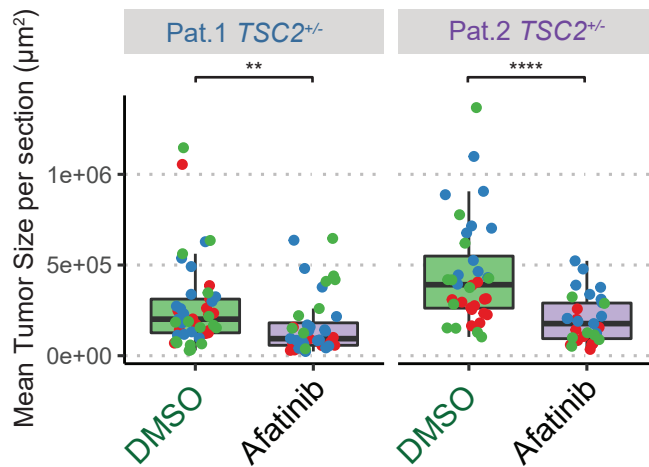 Pat.1 TSC2+/-
Pat.2 TSC2+/-
**
****
Mean Tumor Size per section (µm²)
1e+06
5e+05
0e+00
DMSO
Afatinib
DMSO
Afatinib